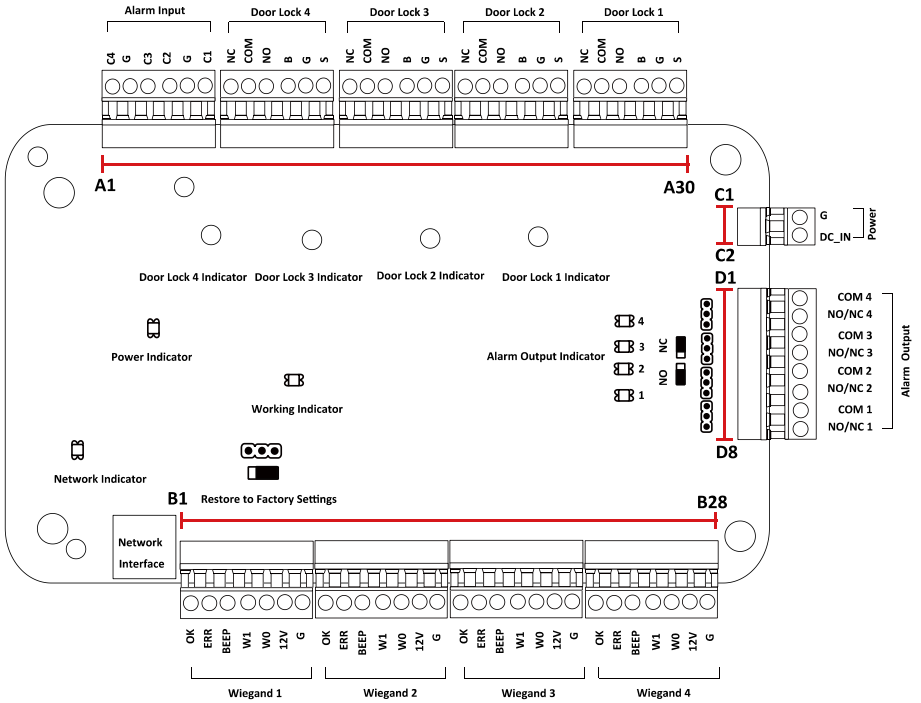 Alarm Input Door Lock 4 Door Lock 3 Door Lock 2 Door Lock 1
C4 G C3 C2 G C1 NC COM NO B G S NC COM NO B G S NC COM NO B G S NC COM NO B G S
A1 A30
C1
G
DC_IN
Power
C2
Door Lock 4 Indicator Door Lock 3 Indicator Door Lock 2 Indicator Door Lock 1 Indicator
D1
COM 4
NO/NC 4
COM 3
NO/NC 3
COM 2
NO/NC 2
COM 1
NO/NC 1
Alarm Output
4
3
2
1
NC
NO
Power Indicator
Alarm Output Indicator
Working Indicator
D8
Network Indicator
Restore to Factory Settings
B1 B28
Network
Interface
OK ERR BEEP W1 W0 12V G OK ERR BEEP W1 W0 12V G OK ERR BEEP W1 W0 12V G OK ERR BEEP W1 W0 12V G
Wiegand 1 Wiegand 2 Wiegand 3 Wiegand 4